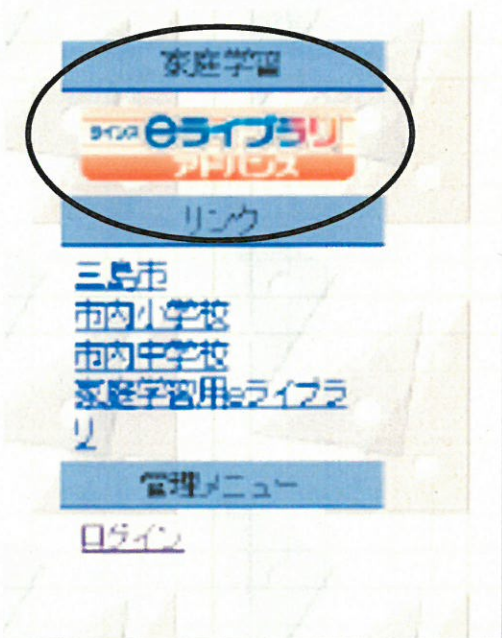 家庭学習
ラインズeライブラリ
アドバンス
リンク
三島市
市内小学校
市内中学校
家庭学習用eライブラ
リ
管理メニュー
ログイン